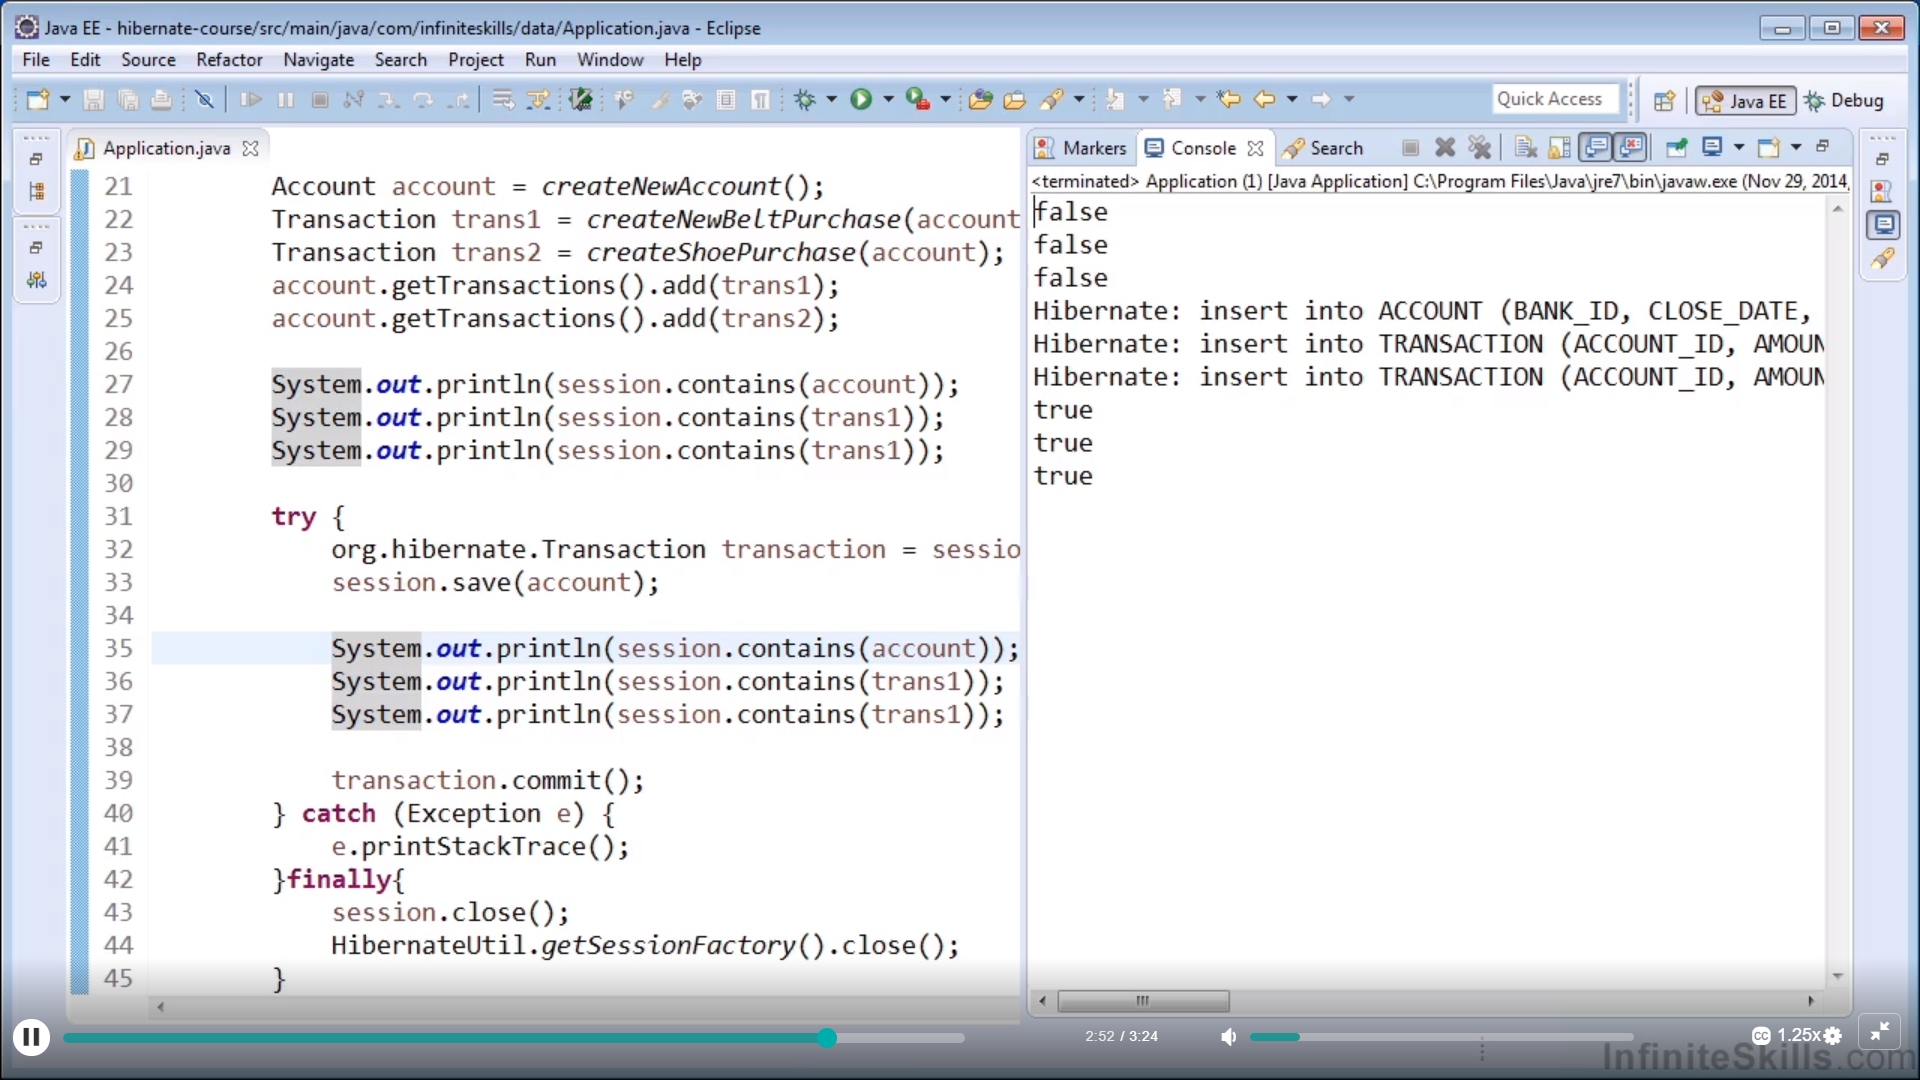 Java EE - hibernate-course/src/main/java/com/infiniteskills/data/Application.java - Eclipse
File Edit Source Refactor Navigate Search Project Run Window Help
Quick Access
Java EE
Debug
Application.java
21 Account account = createNewAccount();
22 Transaction trans1 = createNewBeltPurchase(account
23 Transaction trans2 = createShoePurchase(account);
24 account.getTransactions().add(trans1);
25 account.getTransactions().add(trans2);
26
27 System.out.println(session.contains(account));
28 System.out.println(session.contains(trans1));
29 System.out.println(session.contains(trans1));
30
31 try {
32 org.hibernate.Transaction transaction = sessio
33 session.save(account);
34
35 System.out.println(session.contains(account));
36 System.out.println(session.contains(trans1));
37 System.out.println(session.contains(trans1));
38
39 transaction.commit();
40 } catch (Exception e) {
41 e.printStackTrace();
42 }finally{
43 session.close();
44 HibernateUtil.getSessionFactory().close();
45 }
Markers Console Search
<terminated> Application (1) [Java Application] C:\Program Files\Java\jre7\bin\javaw.exe (Nov 29, 2014,
false
false
false
Hibernate: insert into ACCOUNT (BANK_ID, CLOSE_DATE,
Hibernate: insert into TRANSACTION (ACCOUNT_ID, AMOUN
Hibernate: insert into TRANSACTION (ACCOUNT_ID, AMOUN
true
true
true
2:52 / 3:24
CC 1.25x
InfiniteSkills.com